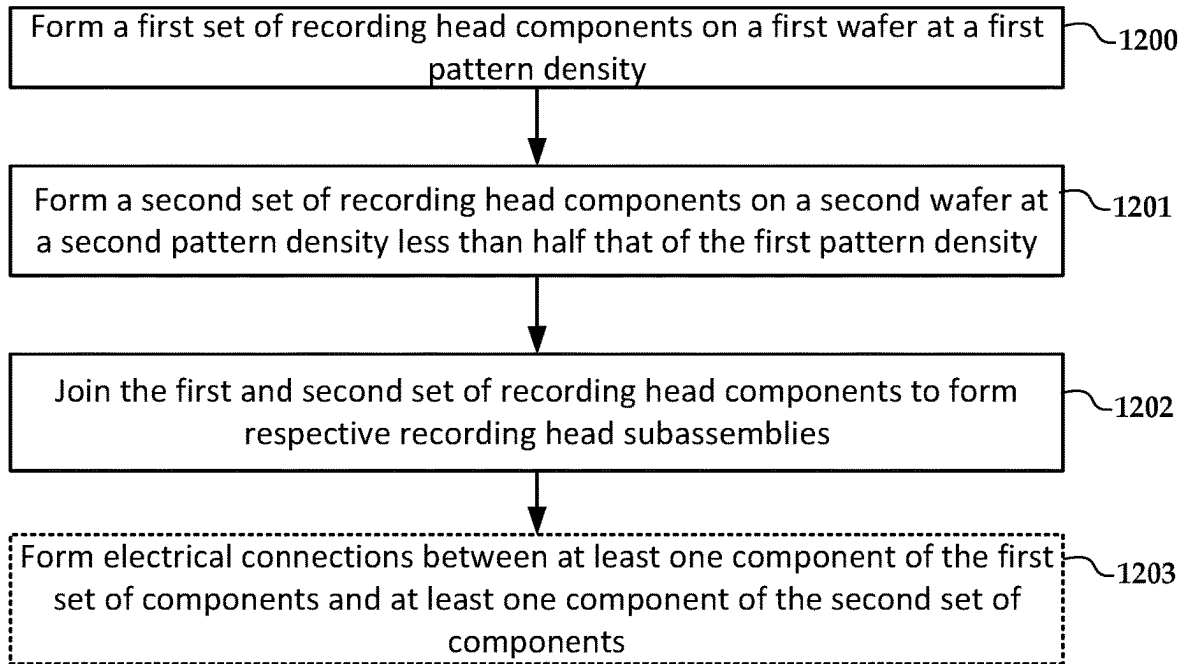 Form a first set of recording head components on a first wafer at a first
pattern density
1200
Form a second set of recording head components on a second wafer at
a second pattern density less than half that of the first pattern density
1201
Join the first and second set of recording head components to form
respective recording head subassemblies
1202
Form electrical connections between at least one component of the first
set of components and at least one component of the second set of
components
1203